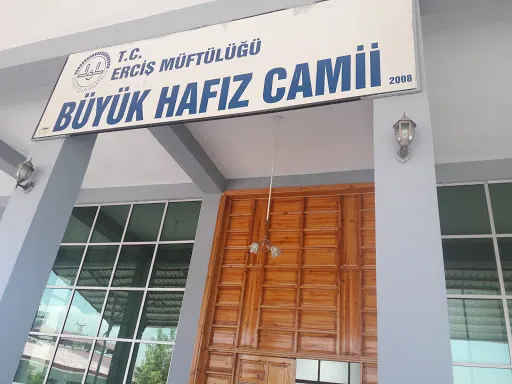 T.C.
ERCİŞ MÜFTÜLÜĞÜ
BÜYÜK HAFIZ CAMİİ 2008